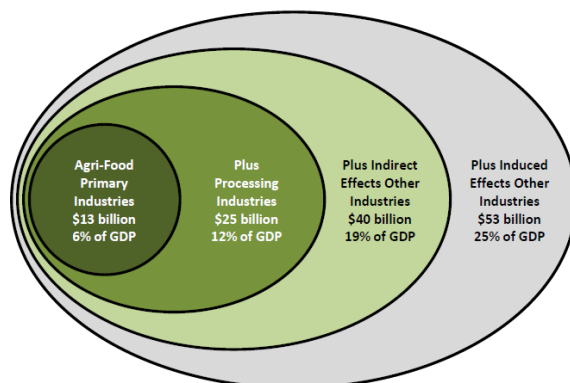 Agri-Food
Primary
Industries
$13 billion
6% of GDP
Plus
Processing
Industries
$25 billion
12% of GDP
Plus Indirect
Effects Other
Industries
$40 billion
19% of GDP
Plus Induced
Effects Other
Industries
$53 billion
25% of GDP